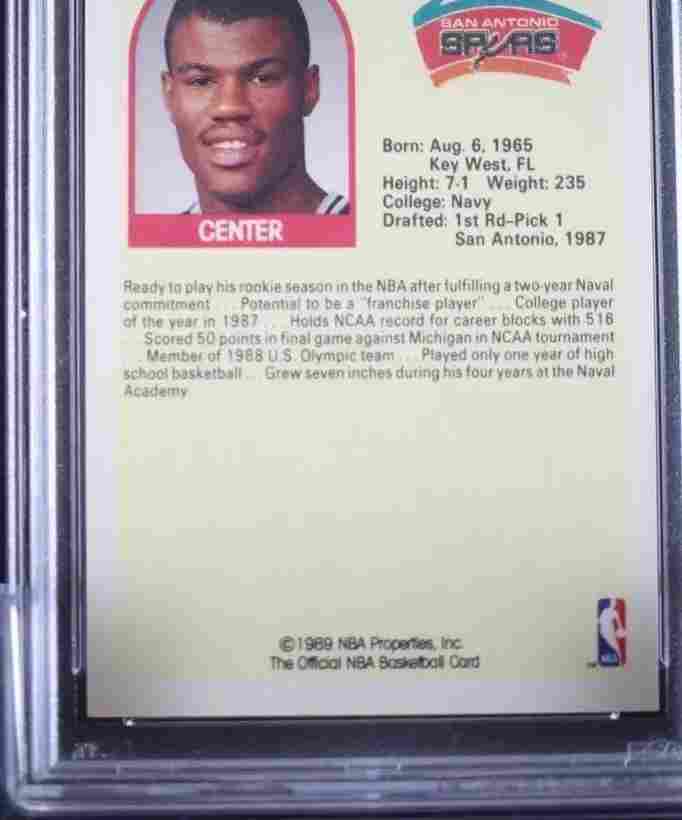 SAN ANTONIO
SPURS
Born: Aug. 6, 1965
Key West, FL
Height: 7-1 Weight: 235
College: Navy
Drafted: 1st Rd-Pick 1
San Antonio, 1987
CENTER
Ready to play his rookie season in the NBA after fulfilling a two-year Naval
commitment ... Potential to be a "franchise player" ... College player
of the year in 1987 ... Holds NCAA record for career blocks with 516
... Scored 50 points in final game against Michigan in NCAA tournament
... Member of 1988 U.S. Olympic team ... Played only one year of high
school basketball ... Grew seven inches during his four years at the Naval
Academy
©1989 NBA Properties, Inc.
The Official NBA Basketball Card
NBA